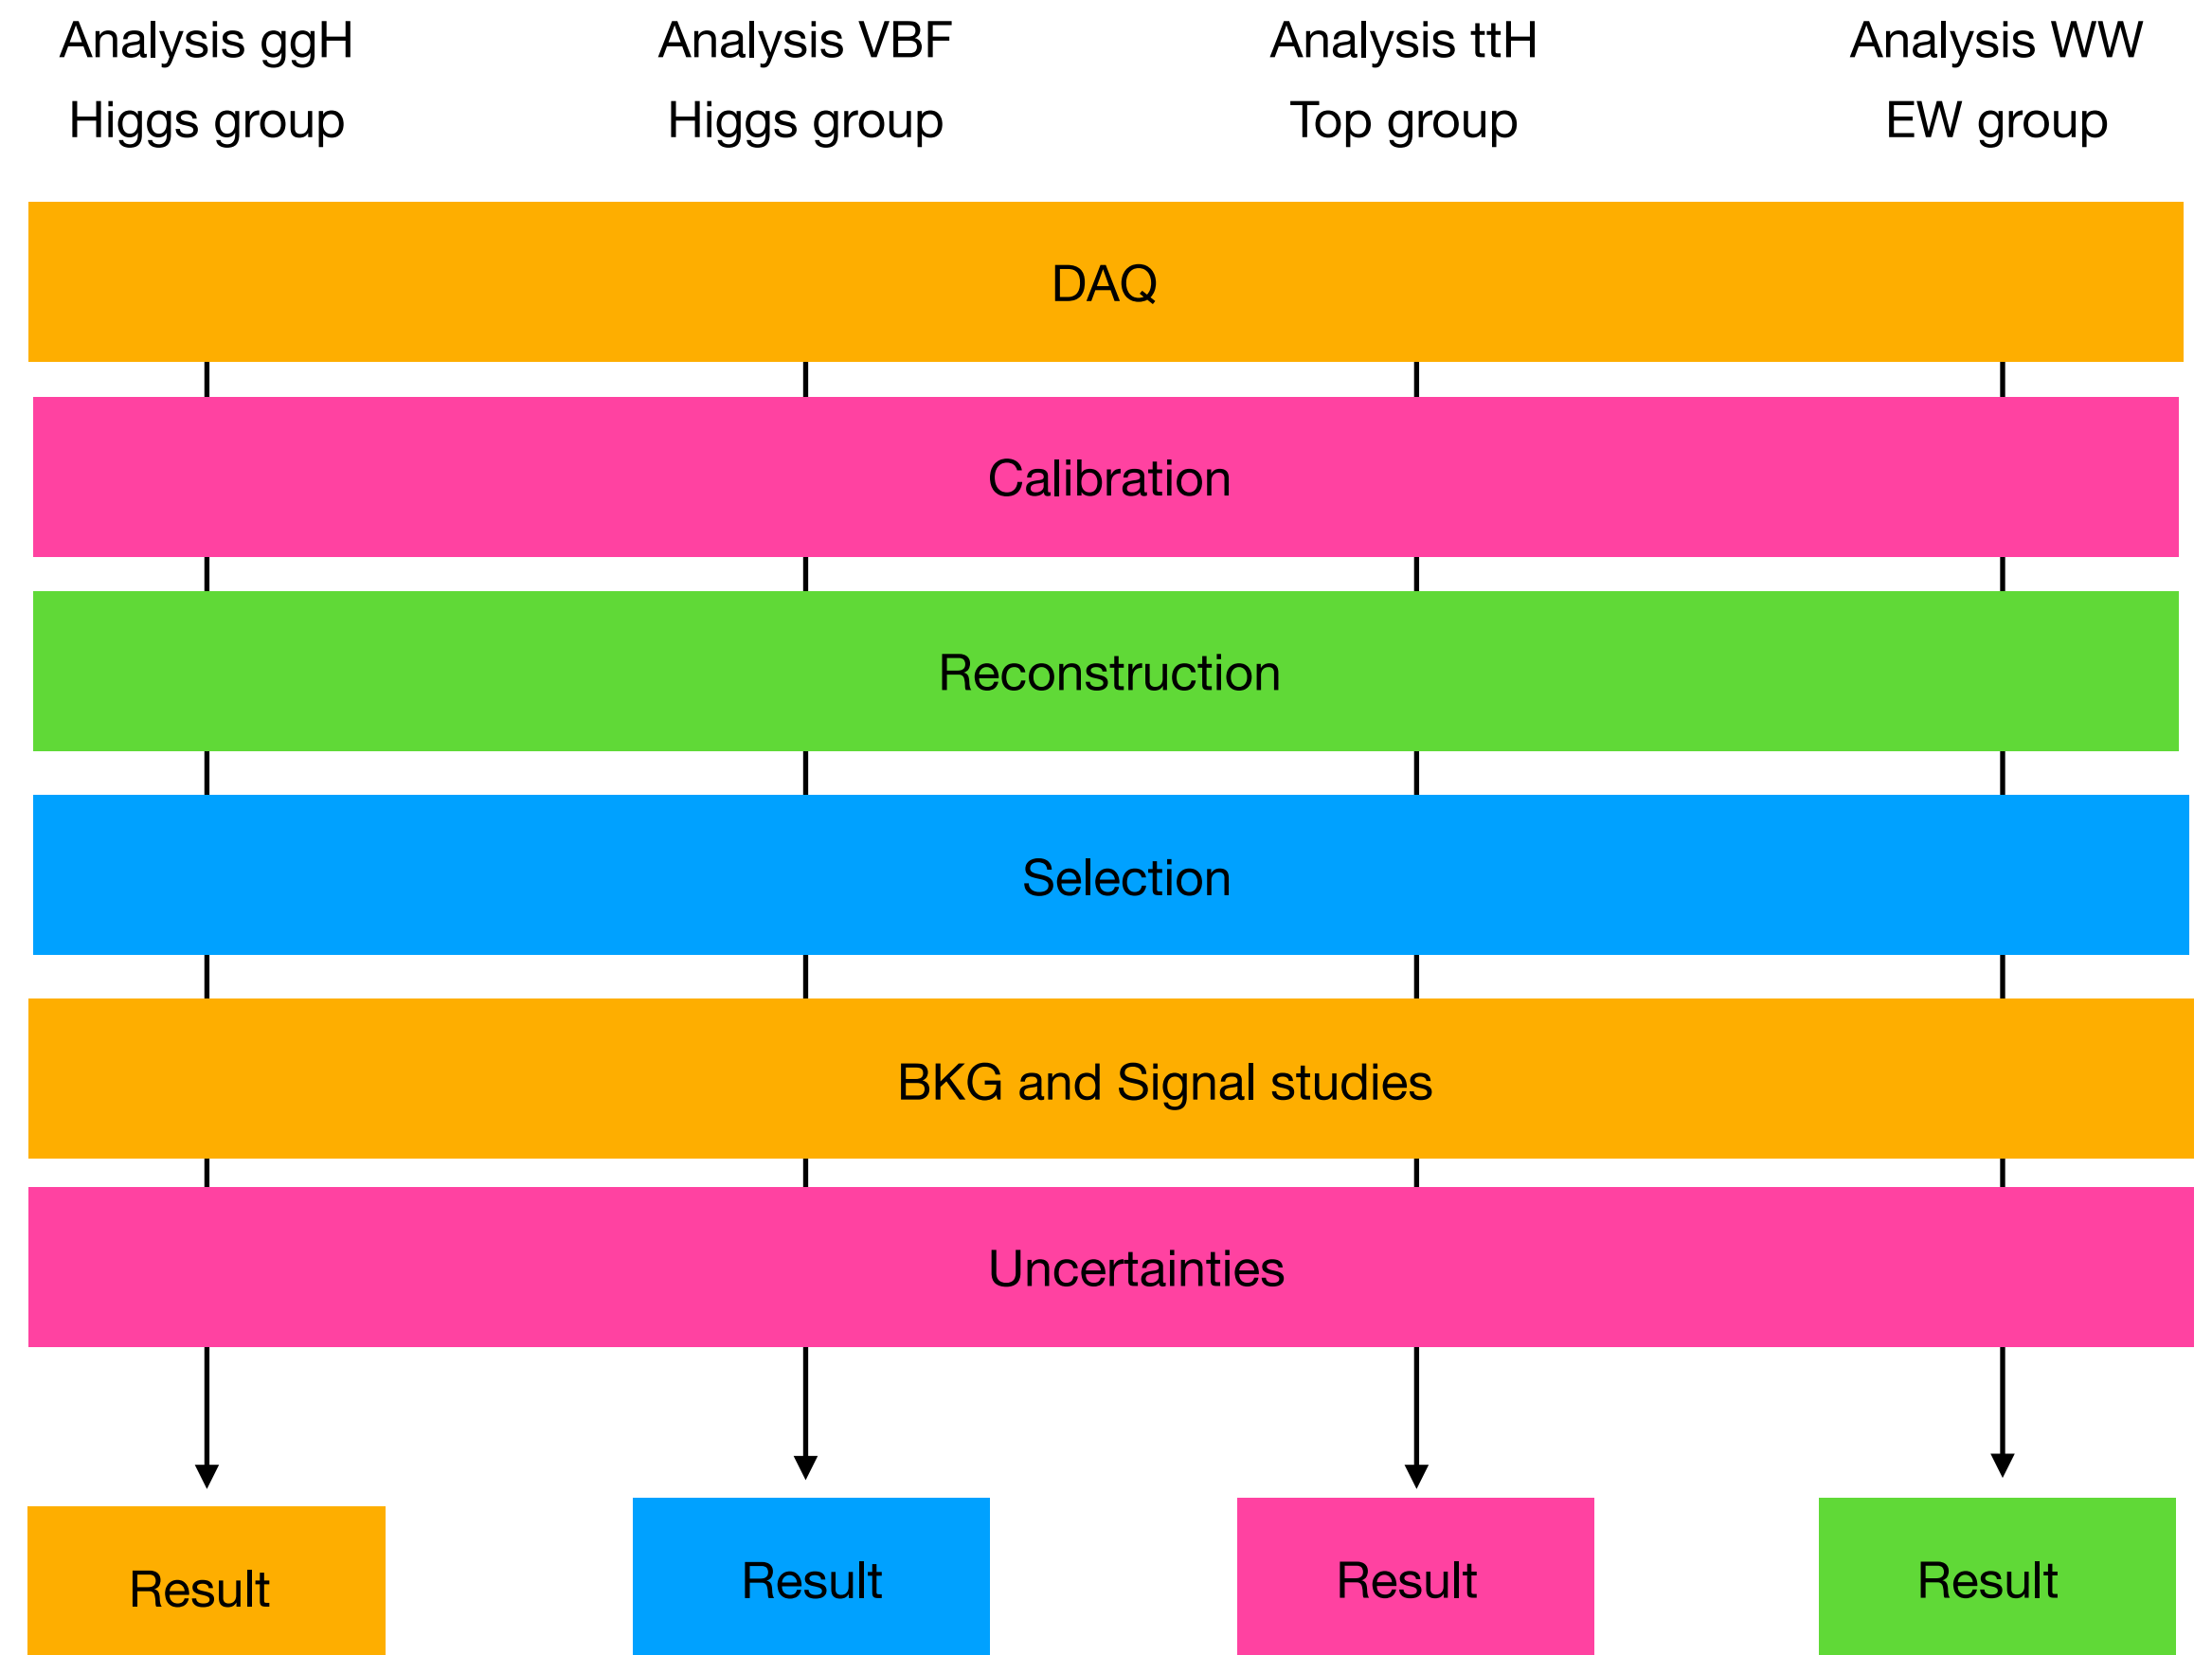 Analysis ggH
Higgs group
Analysis VBF
Higgs group
Analysis ttH
Top group
Analysis WW
EW group
DAQ
Calibration
Reconstruction
Selection
BKG and Signal studies
Uncertainties
Result
Result
Result
Result